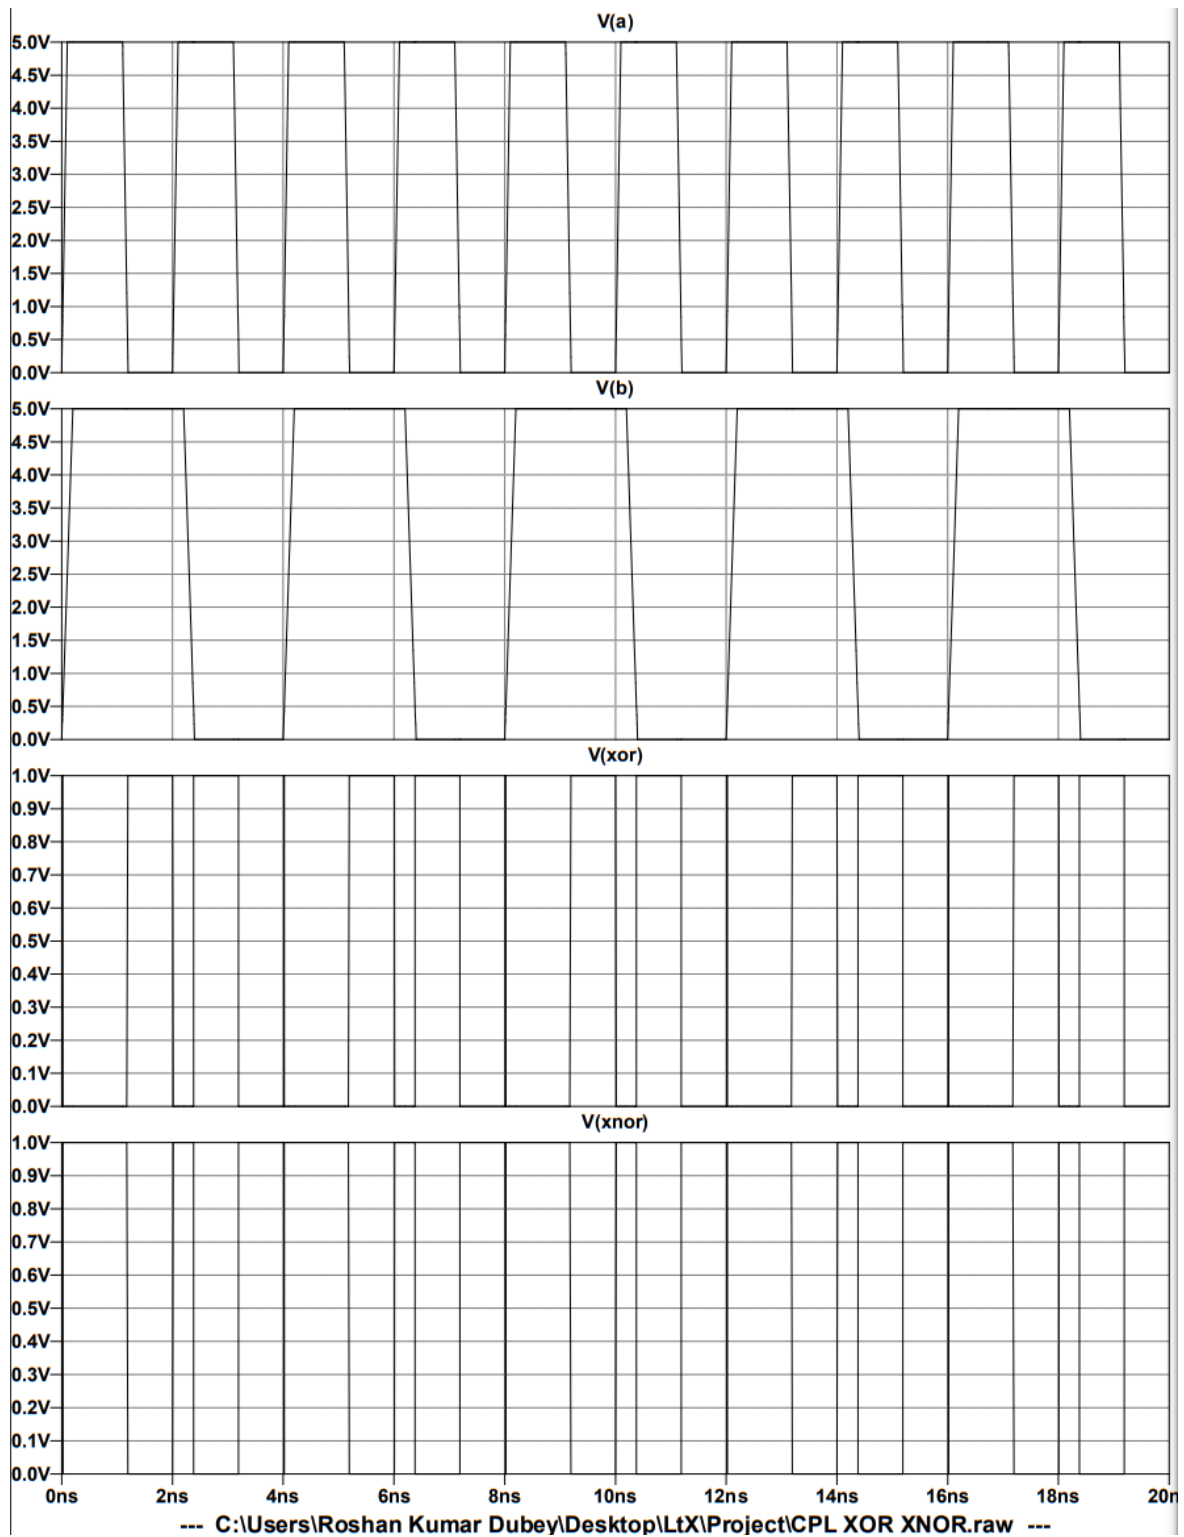 V(a)
5.0V
4.5V
4.0V
3.5V
3.0V
2.5V
2.0V
1.5V
1.0V
0.5V
0.0V
V(b)
5.0V
4.5V
4.0V
3.5V
3.0V
2.5V
2.0V
1.5V
1.0V
0.5V
0.0V
V(xor)
1.0V
0.9V
0.8V
0.7V
0.6V
0.5V
0.4V
0.3V
0.2V
0.1V
0.0V
V(xnor)
1.0V
0.9V
0.8V
0.7V
0.6V
0.5V
0.4V
0.3V
0.2V
0.1V
0.0V
0ns 2ns 4ns 6ns 8ns 10ns 12ns 14ns 16ns 18ns 20n
--- C:\Users\Roshan Kumar Dubey\Desktop\LtX\Project\CPL XOR XNOR.raw ---